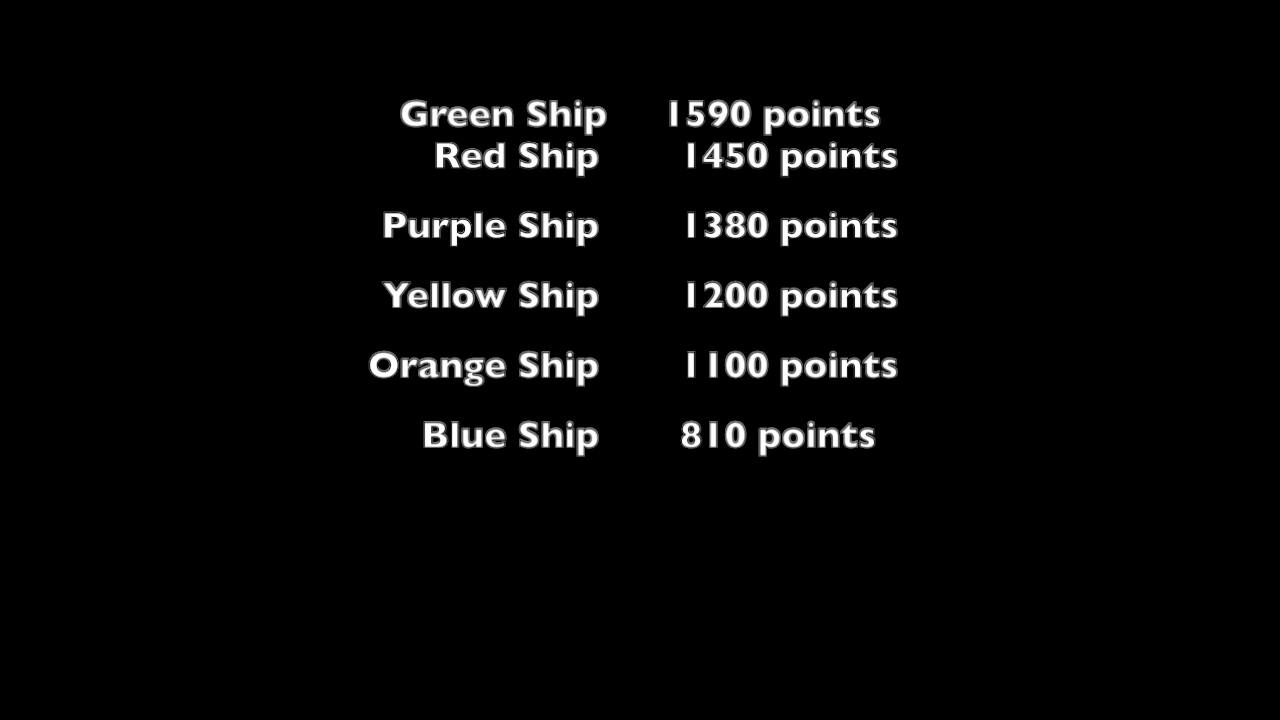 Green Ship 1590 points
Red Ship 1450 points
Purple Ship 1380 points
Yellow Ship 1200 points
Orange Ship 1100 points
Blue Ship 810 points